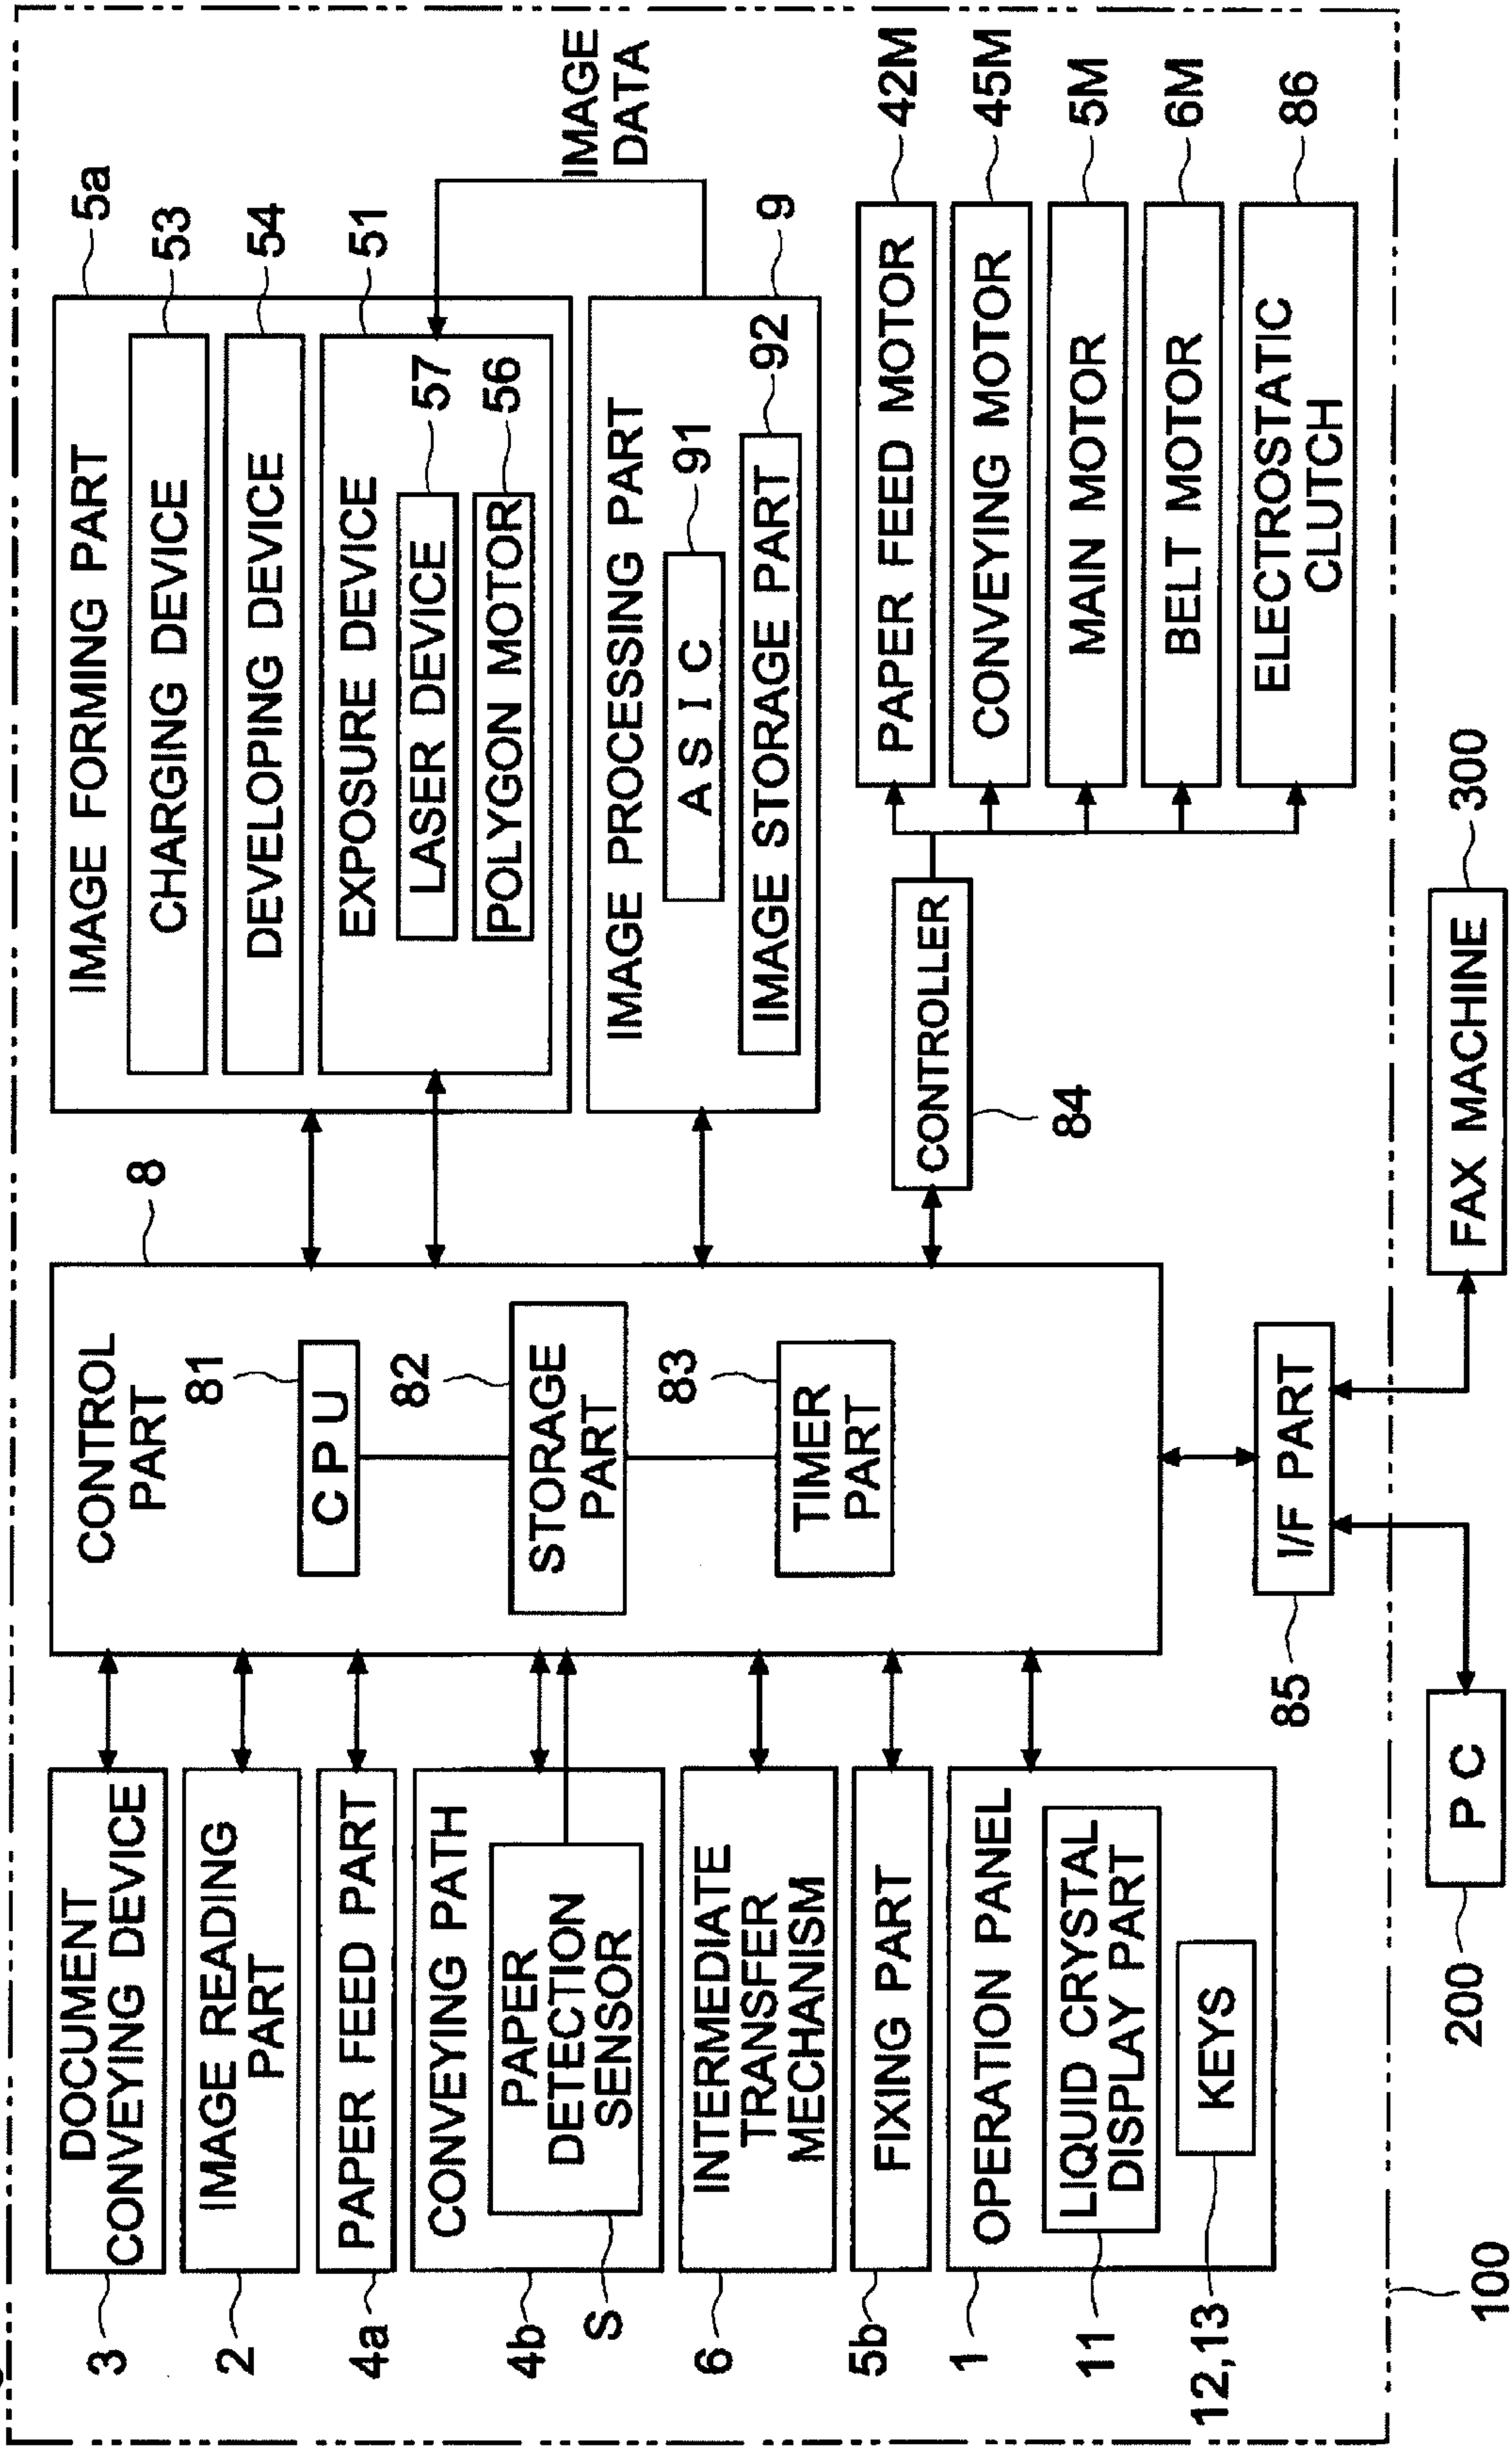 3
DOCUMENT
CONVEYING DEVICE
2
IMAGE READING
PART
4a
PAPER FEED PART
4b
CONVEYING PATH
S
PAPER
DETECTION
SENSOR
6
INTERMEDIATE
TRANSFER
MECHANISM
5b
FIXING PART
1
OPERATION PANEL
11
LIQUID CRYSTAL
DISPLAY PART
12,13
KEYS
8
CONTROL
PART
81
CPU
82
STORAGE
PART
83
TIMER
PART
85
I/F PART
IMAGE FORMING PART
5a
CHARGING DEVICE
53
DEVELOPING DEVICE
54
EXPOSURE DEVICE
51
LASER DEVICE
57
POLYGON MOTOR
56
IMAGE
DATA
IMAGE PROCESSING PART
9
ASIC
91
IMAGE STORAGE PART
92
CONTROLLER
84
PAPER FEED MOTOR
42M
CONVEYING MOTOR
45M
MAIN MOTOR
5M
BELT MOTOR
6M
ELECTROSTATIC
CLUTCH
86
100
200
PC
FAX MACHINE
300